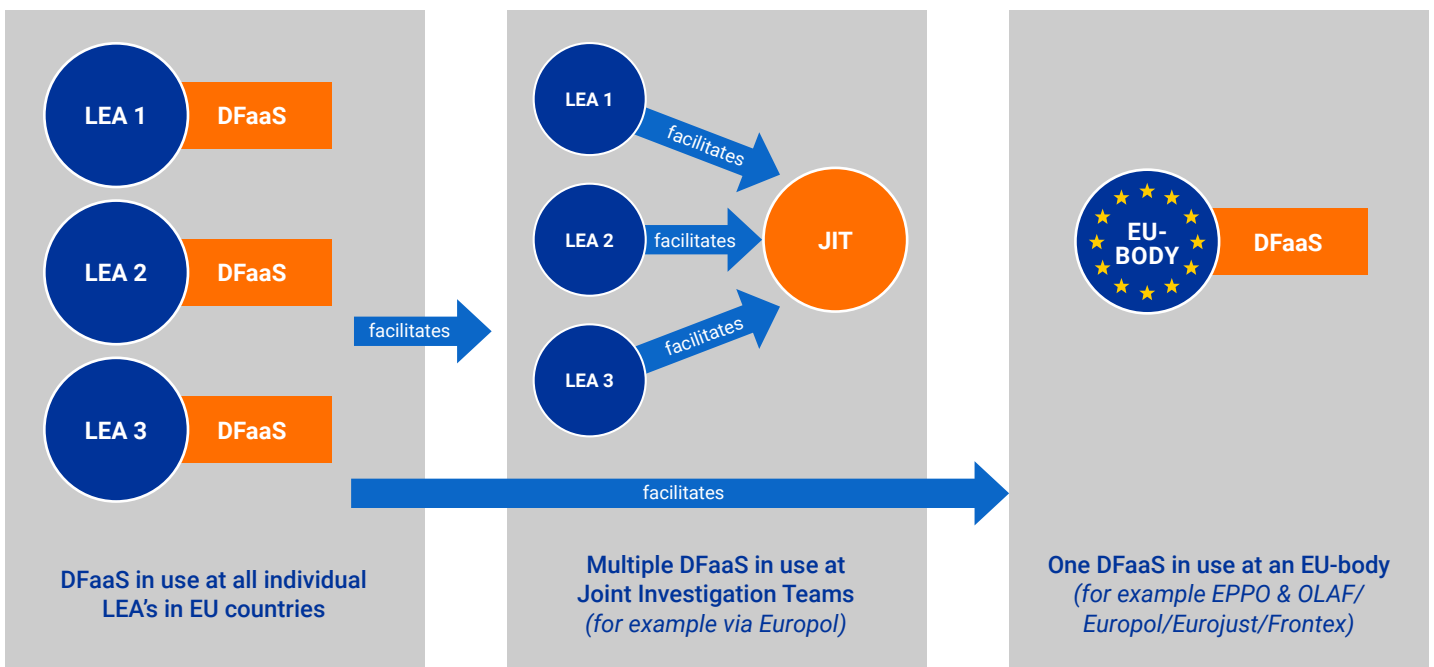 LEA 1
DFaaS
LEA 2
DFaaS
LEA 3
DFaaS
facilitates
DFaaS in use at all individual
LEA's in EU countries
LEA 1
facilitates
LEA 2
facilitates
LEA 3
facilitates
JIT
facilitates
Multiple DFaaS in use at
Joint Investigation Teams
(for example via Europol)
EU-
BODY
DFaaS
One DFaaS in use at an EU-body
(for example EPPO & OLAF/
Europol/Eurojust/Frontex)